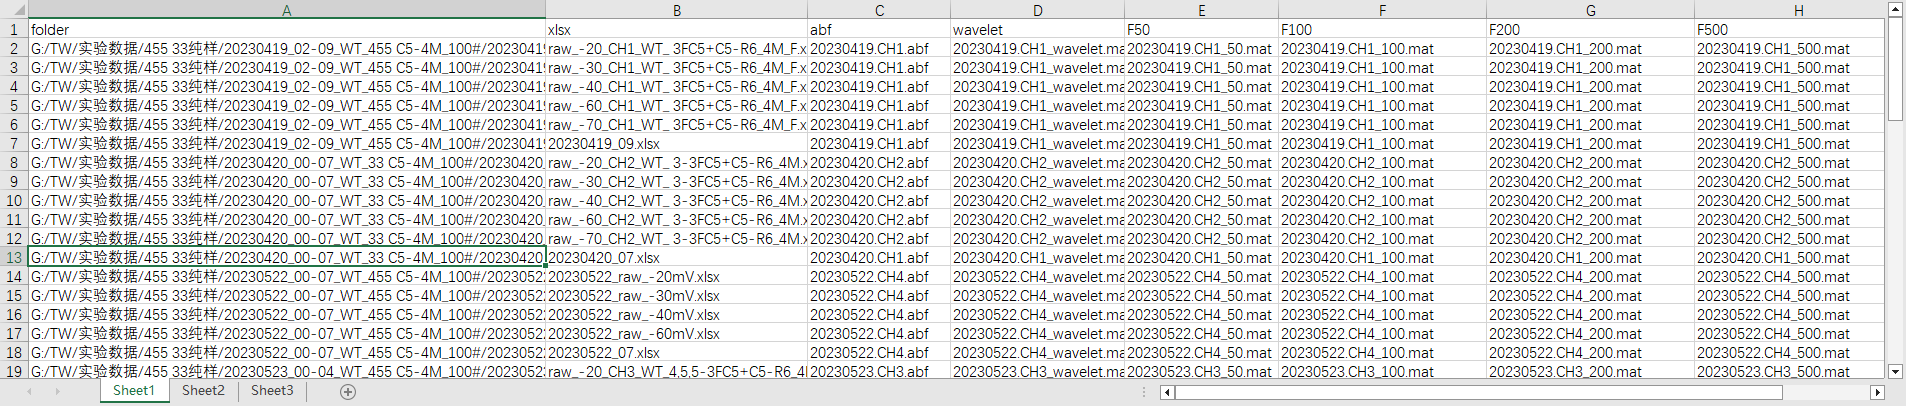 A B C D E F G H
1 folder xlsx abf wavelet F50 F100 F200 F500
2 G:/TW/实验数据/455 33纯样/20230419_02-09_WT_455 C5-4M_100#/20230419 raw_-20_CH1_WT_ 3FC5+C5-R6_4M_F.x 20230419.CH1.abf 20230419.CH1_wavelet.ma 20230419.CH1_50.mat 20230419.CH1_100.mat 20230419.CH1_200.mat 20230419.CH1_500.mat
3 G:/TW/实验数据/455 33纯样/20230419_02-09_WT_455 C5-4M_100#/20230419 raw_-30_CH1_WT_ 3FC5+C5-R6_4M_F.x 20230419.CH1.abf 20230419.CH1_wavelet.ma 20230419.CH1_50.mat 20230419.CH1_100.mat 20230419.CH1_200.mat 20230419.CH1_500.mat
4 G:/TW/实验数据/455 33纯样/20230419_02-09_WT_455 C5-4M_100#/20230419 raw_-40_CH1_WT_ 3FC5+C5-R6_4M_F.x 20230419.CH1.abf 20230419.CH1_wavelet.ma 20230419.CH1_50.mat 20230419.CH1_100.mat 20230419.CH1_200.mat 20230419.CH1_500.mat
5 G:/TW/实验数据/455 33纯样/20230419_02-09_WT_455 C5-4M_100#/20230419 raw_-60_CH1_WT_ 3FC5+C5-R6_4M_F.x 20230419.CH1.abf 20230419.CH1_wavelet.ma 20230419.CH1_50.mat 20230419.CH1_100.mat 20230419.CH1_200.mat 20230419.CH1_500.mat
6 G:/TW/实验数据/455 33纯样/20230419_02-09_WT_455 C5-4M_100#/20230419 raw_-70_CH1_WT_ 3FC5+C5-R6_4M_F.x 20230419.CH1.abf 20230419.CH1_wavelet.ma 20230419.CH1_50.mat 20230419.CH1_100.mat 20230419.CH1_200.mat 20230419.CH1_500.mat
7 G:/TW/实验数据/455 33纯样/20230419_02-09_WT_455 C5-4M_100#/20230419 20230419_09.xlsx 20230419.CH1.abf 20230419.CH1_wavelet.ma 20230419.CH1_50.mat 20230419.CH1_100.mat 20230419.CH1_200.mat 20230419.CH1_500.mat
8 G:/TW/实验数据/455 33纯样/20230420_00-07_WT_33 C5-4M_100#/20230420_ raw_-20_CH2_WT_ 3-3FC5+C5-R6_4M.x 20230420.CH2.abf 20230420.CH2_wavelet.ma 20230420.CH2_50.mat 20230420.CH2_100.mat 20230420.CH2_200.mat 20230420.CH2_500.mat
9 G:/TW/实验数据/455 33纯样/20230420_00-07_WT_33 C5-4M_100#/20230420_ raw_-30_CH2_WT_ 3-3FC5+C5-R6_4M.x 20230420.CH2.abf 20230420.CH2_wavelet.ma 20230420.CH2_50.mat 20230420.CH2_100.mat 20230420.CH2_200.mat 20230420.CH2_500.mat
10 G:/TW/实验数据/455 33纯样/20230420_00-07_WT_33 C5-4M_100#/20230420_ raw_-40_CH2_WT_ 3-3FC5+C5-R6_4M.x 20230420.CH2.abf 20230420.CH2_wavelet.ma 20230420.CH2_50.mat 20230420.CH2_100.mat 20230420.CH2_200.mat 20230420.CH2_500.mat
11 G:/TW/实验数据/455 33纯样/20230420_00-07_WT_33 C5-4M_100#/20230420_ raw_-60_CH2_WT_ 3-3FC5+C5-R6_4M.x 20230420.CH2.abf 20230420.CH2_wavelet.ma 20230420.CH2_50.mat 20230420.CH2_100.mat 20230420.CH2_200.mat 20230420.CH2_500.mat
12 G:/TW/实验数据/455 33纯样/20230420_00-07_WT_33 C5-4M_100#/20230420_ raw_-70_CH2_WT_ 3-3FC5+C5-R6_4M.x 20230420.CH2.abf 20230420.CH2_wavelet.ma 20230420.CH2_50.mat 20230420.CH2_100.mat 20230420.CH2_200.mat 20230420.CH2_500.mat
13 G:/TW/实验数据/455 33纯样/20230420_00-07_WT_33 C5-4M_100#/20230420_ 20230420_07.xlsx 20230420.CH1.abf 20230420.CH1_wavelet.ma 20230420.CH1_50.mat 20230420.CH1_100.mat 20230420.CH1_200.mat 20230420.CH1_500.mat
14 G:/TW/实验数据/455 33纯样/20230522_00-07_WT_455 C5-4M_100#/2023052 20230522_raw_-20mV.xlsx 20230522.CH4.abf 20230522.CH4_wavelet.ma 20230522.CH4_50.mat 20230522.CH4_100.mat 20230522.CH4_200.mat 20230522.CH4_500.mat
15 G:/TW/实验数据/455 33纯样/20230522_00-07_WT_455 C5-4M_100#/2023052 20230522_raw_-30mV.xlsx 20230522.CH4.abf 20230522.CH4_wavelet.ma 20230522.CH4_50.mat 20230522.CH4_100.mat 20230522.CH4_200.mat 20230522.CH4_500.mat
16 G:/TW/实验数据/455 33纯样/20230522_00-07_WT_455 C5-4M_100#/2023052 20230522_raw_-40mV.xlsx 20230522.CH4.abf 20230522.CH4_wavelet.ma 20230522.CH4_50.mat 20230522.CH4_100.mat 20230522.CH4_200.mat 20230522.CH4_500.mat
17 G:/TW/实验数据/455 33纯样/20230522_00-07_WT_455 C5-4M_100#/2023052 20230522_raw_-60mV.xlsx 20230522.CH4.abf 20230522.CH4_wavelet.ma 20230522.CH4_50.mat 20230522.CH4_100.mat 20230522.CH4_200.mat 20230522.CH4_500.mat
18 G:/TW/实验数据/455 33纯样/20230522_00-07_WT_455 C5-4M_100#/2023052 20230522_07.xlsx 20230522.CH4.abf 20230522.CH4_wavelet.ma 20230522.CH4_50.mat 20230522.CH4_100.mat 20230522.CH4_200.mat 20230522.CH4_500.mat
19 G:/TW/实验数据/455 33纯样/20230523_00-04_WT_455 C5-4M_100#/2023052 raw_-20_CH3_WT_4,5,5-3FC5+C5-R6_4 20230523.CH3.abf 20230523.CH3_wavelet.ma 20230523.CH3_50.mat 20230523.CH3_100.mat 20230523.CH3_200.mat 20230523.CH3_500.mat
Sheet1 Sheet2 Sheet3